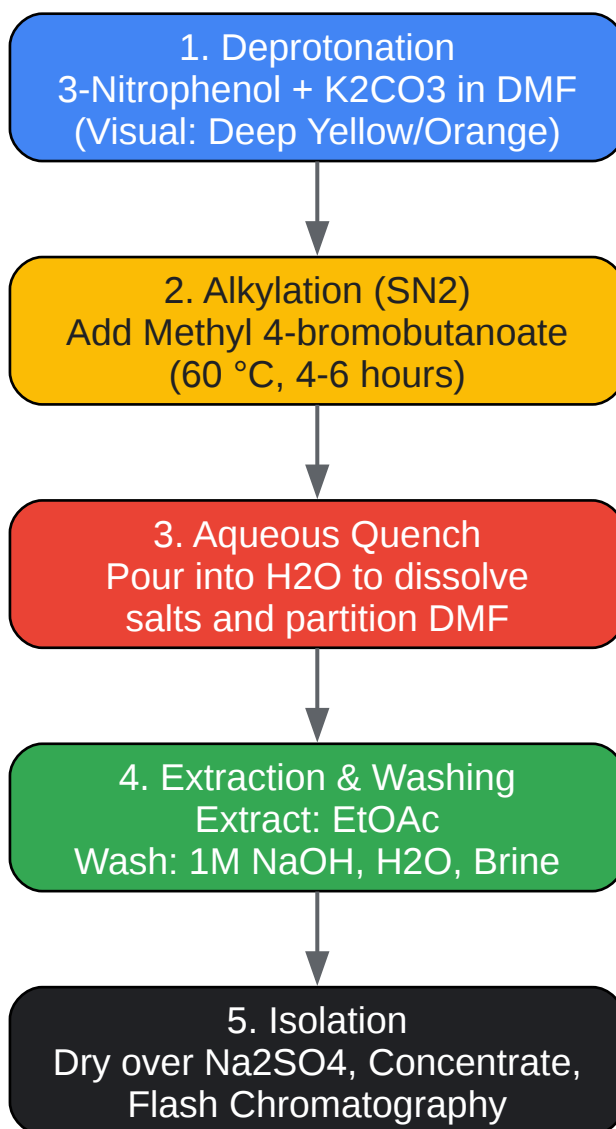 1. Deprotonation
3-Nitrophenol + K2CO3 in DMF
(Visual: Deep Yellow/Orange)
2. Alkylation (SN2)
Add Methyl 4-bromobutanoate
(60 °C, 4-6 hours)
3. Aqueous Quench
Pour into H2O to dissolve
salts and partition DMF
4. Extraction & Washing
Extract: EtOAc
Wash: 1M NaOH, H2O, Brine
5. Isolation
Dry over Na2SO4, Concentrate,
Flash Chromatography